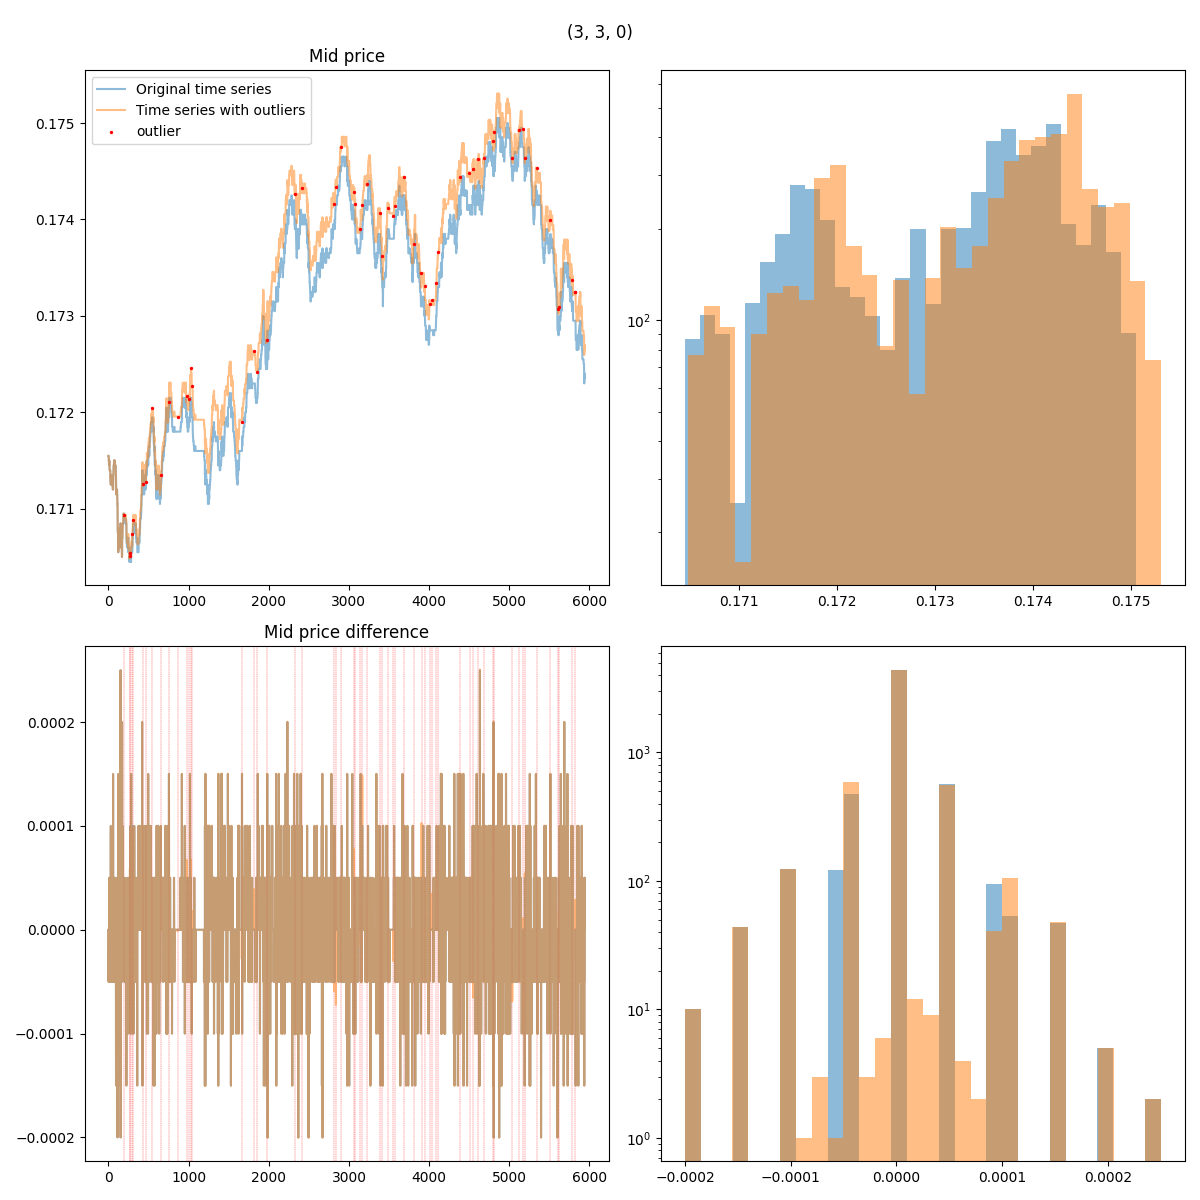 (3, 3, 0)
Mid price
Original time series
Time series with outliers
outlier
0.175
0.174
0.173
0.172
0.171
0 1000 2000 3000 4000 5000 6000
10²
0.171 0.172 0.173 0.174 0.175
Mid price difference
0.0002
0.0001
0.0000
−0.0001
−0.0002
0 1000 2000 3000 4000 5000 6000
10³
10²
10¹
10⁰
−0.0002 −0.0001 0.0000 0.0001 0.0002